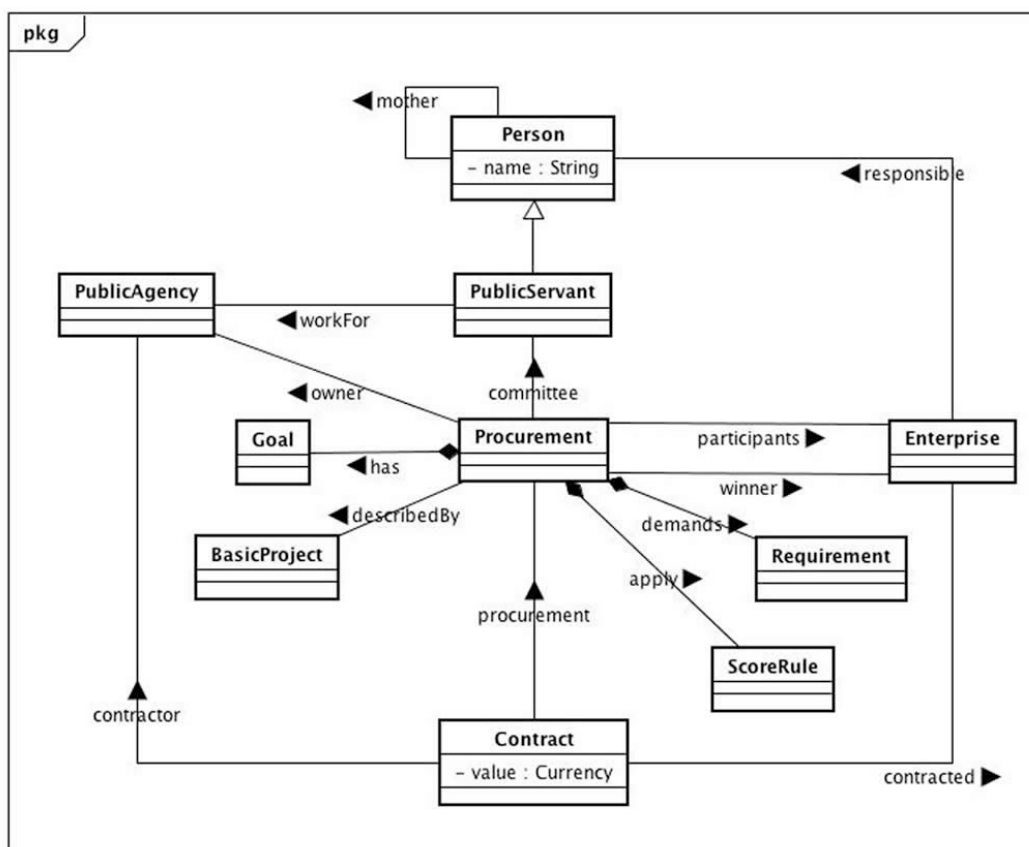 pkg
◀ mother
Person
- name : String
◀ responsible
PublicAgency
PublicServant
◀ workFor
◀ owner
committee
Goal
Procurement
participants ▶
Enterprise
◀ has
winner ▶
◀ describedBy
demands ▶
BasicProject
Requirement
apply ▶
procurement
ScoreRule
contractor
Contract
- value : Currency
contracted ▶